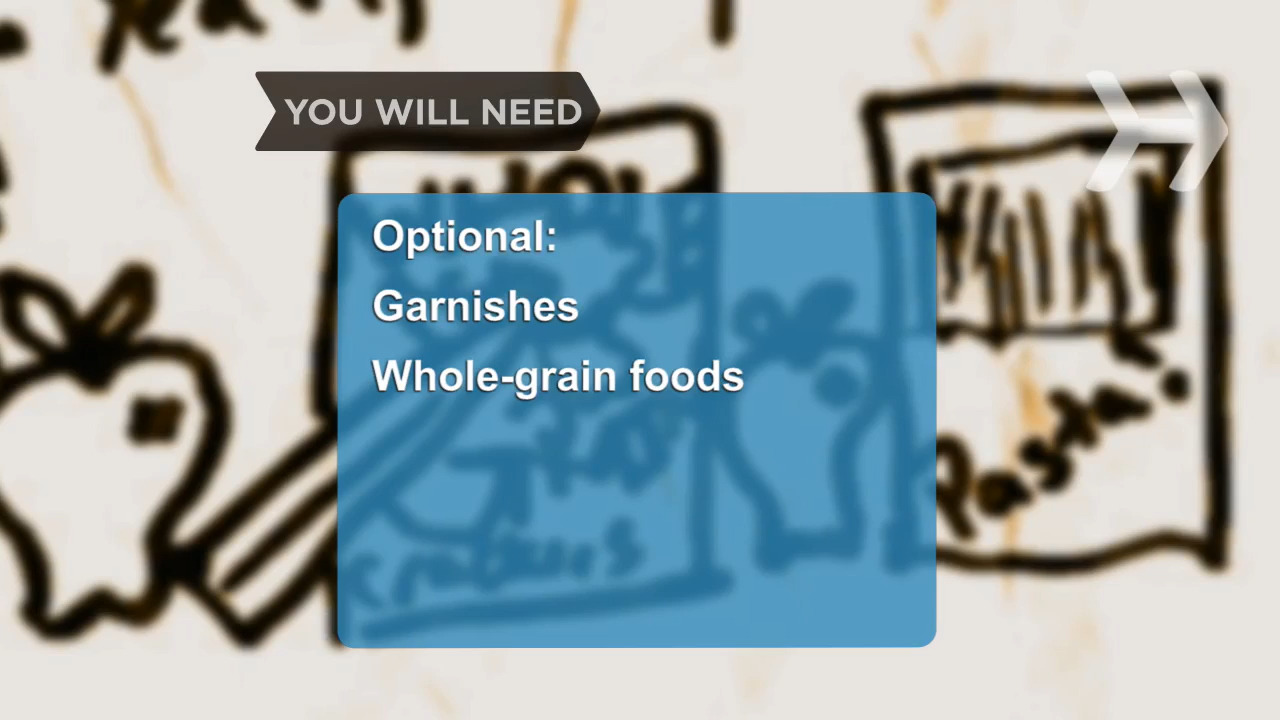 YOU WILL NEED
Optional:
Garnishes
Whole-grain foods
Pasta